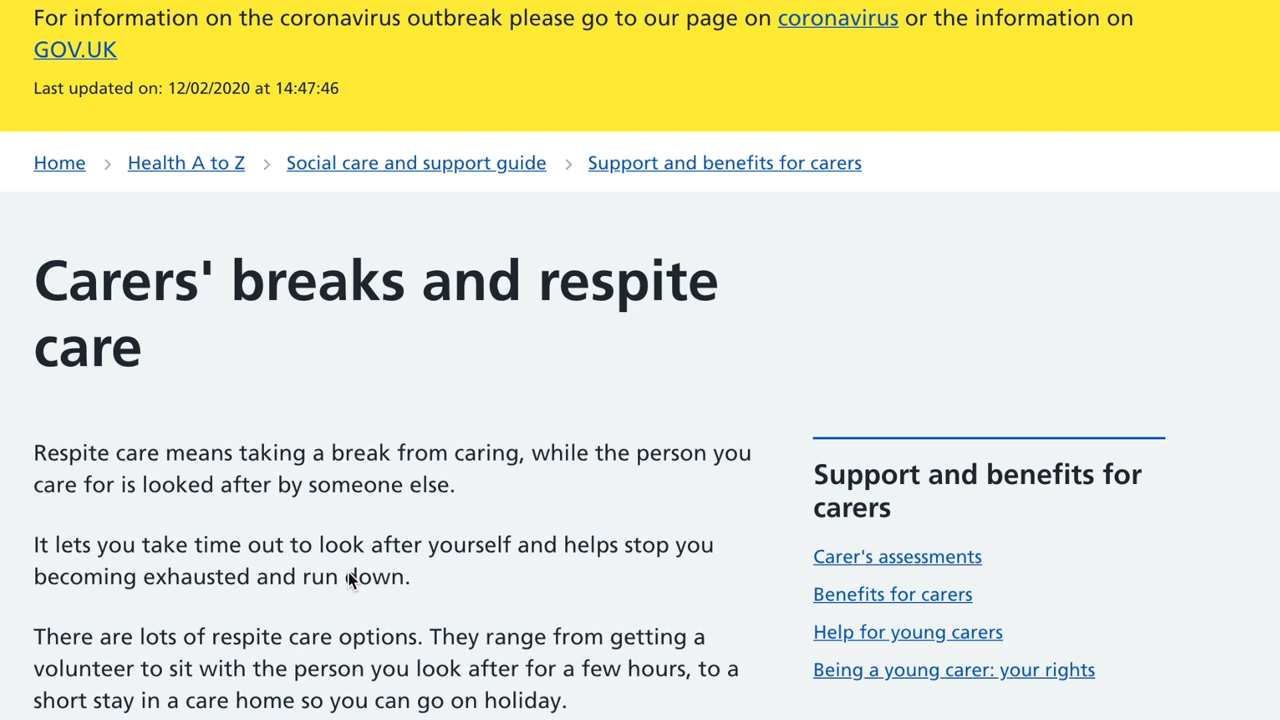 For information on the coronavirus outbreak please go to our page on coronavirus or the information on
GOV.UK
Last updated on: 12/02/2020 at 14:47:46
Home > Health A to Z > Social care and support guide > Support and benefits for carers
Carers' breaks and respite
care
Respite care means taking a break from caring, while the person you
care for is looked after by someone else.
It lets you take time out to look after yourself and helps stop you
becoming exhausted and run down.
There are lots of respite care options. They range from getting a
volunteer to sit with the person you look after for a few hours, to a
short stay in a care home so you can go on holiday.
Support and benefits for
carers
Carer's assessments
Benefits for carers
Help for young carers
Being a young carer: your rights